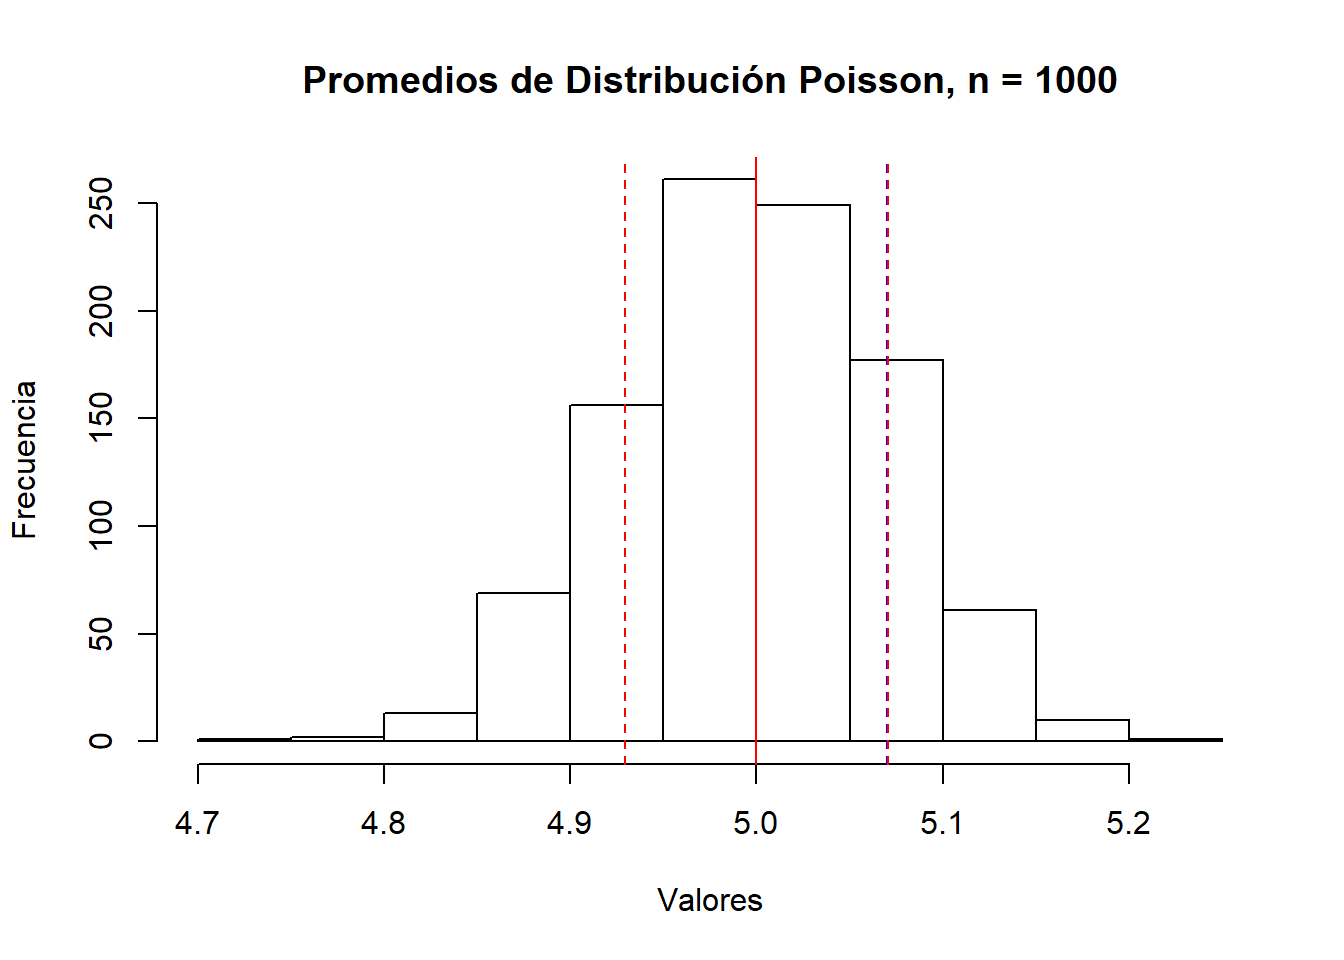 Promedios de Distribución Poisson, n = 1000
Frecuencia
250
200
150
100
50
0
4.7 4.8 4.9 5.0 5.1 5.2
Valores